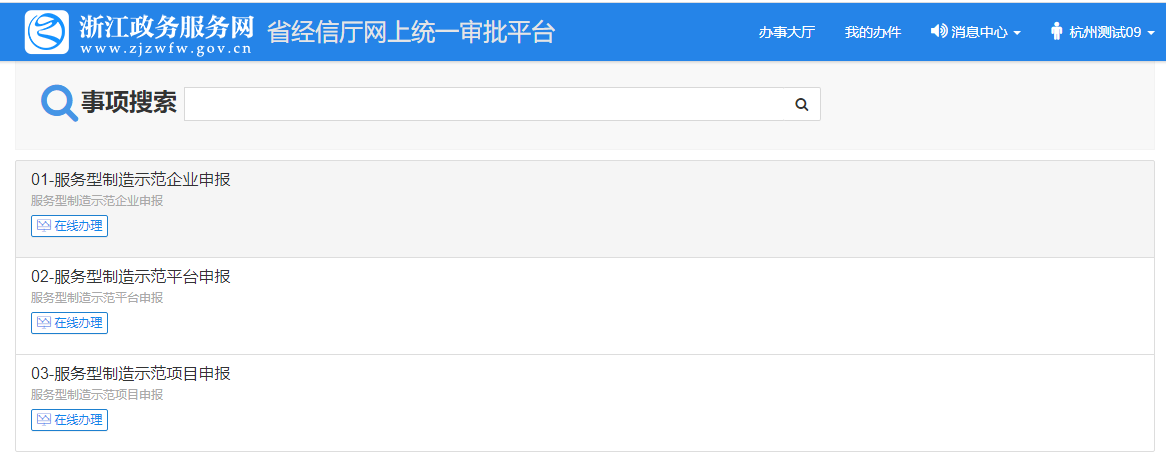 浙江政务服务网 省经信厅网上统一审批平台 办事大厅 我的办件 消息中心 杭州测试09
www.zjzwfw.gov.cn
事项搜索
01-服务型制造示范企业申报
服务型制造示范企业申报
在线办理
02-服务型制造示范平台申报
服务型制造示范平台申报
在线办理
03-服务型制造示范项目申报
服务型制造示范项目申报
在线办理